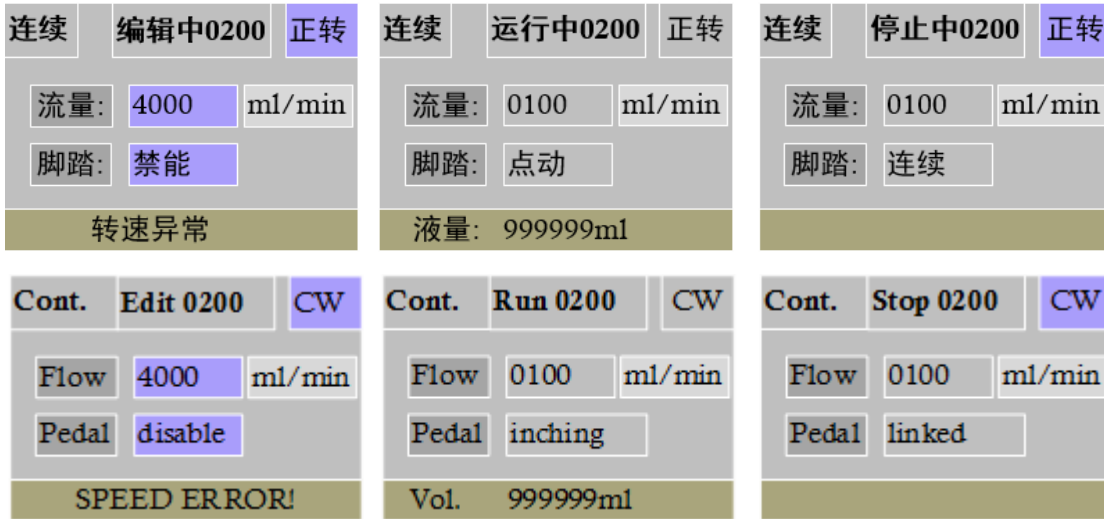 连续 编辑中0200 正转
流量: 4000 ml/min
脚踏: 禁能
转速异常
连续 运行中0200 正转
流量: 0100 ml/min
脚踏: 点动
液量: 999999ml
连续 停止中0200 正转
流量: 0100 ml/min
脚踏: 连续
Cont. Edit 0200 CW
Flow 4000 ml/min
Pedal disable
SPEED ERROR!
Cont. Run 0200 CW
Flow 0100 ml/min
Pedal inching
Vol. 999999ml
Cont. Stop 0200 CW
Flow 0100 ml/min
Pedal linked